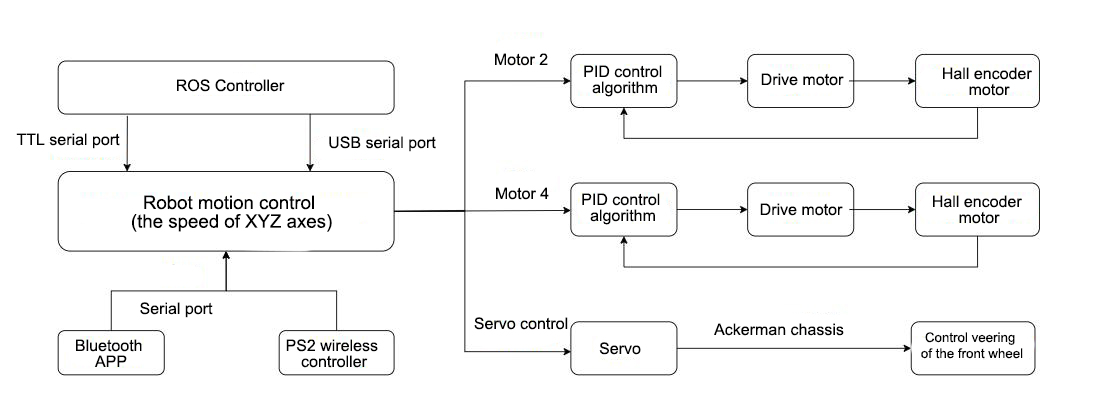 ROS Controller
TTL serial port
USB serial port
Robot motion control
(the speed of XYZ axes)
Serial port
Bluetooth
APP
PS2 wireless
controller
Motor 2
PID control
algorithm
Drive motor
Hall encoder
motor
Motor 4
PID control
algorithm
Drive motor
Hall encoder
motor
Servo control
Servo
Ackerman chassis
Control veering
of the front wheel